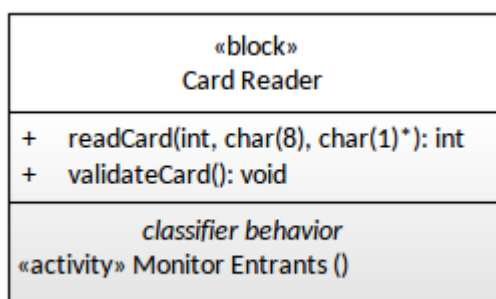 «block»
Card Reader
+ readCard(int, char(8), char(1)*): int
+ validateCard(): void
classifier behavior
«activity» Monitor Entrants ()